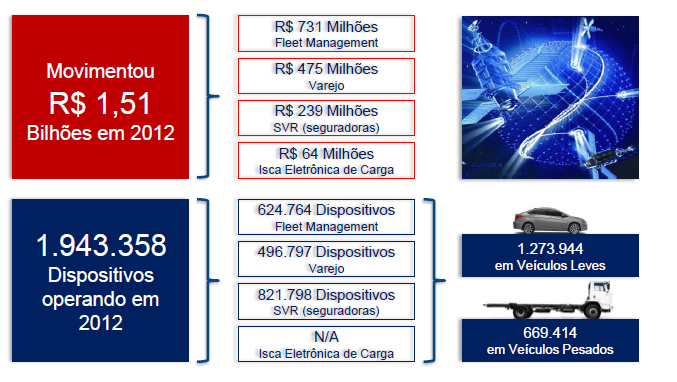 Movimentou
R$ 1,51
Bilhões em 2012
R$ 731 Milhões
Fleet Management
R$ 475 Milhões
Varejo
R$ 239 Milhões
SVR (seguradoras)
R$ 64 Milhões
Isca Eletrônica de Carga
1.943.358
Dispositivos
operando em
2012
624.764 Dispositivos
Fleet Management
496.797 Dispositivos
Varejo
821.798 Dispositivos
SVR (seguradoras)
N/A
Isca Eletrônica de Carga
1.273.944
em Veículos Leves
669.414
em Veículos Pesados